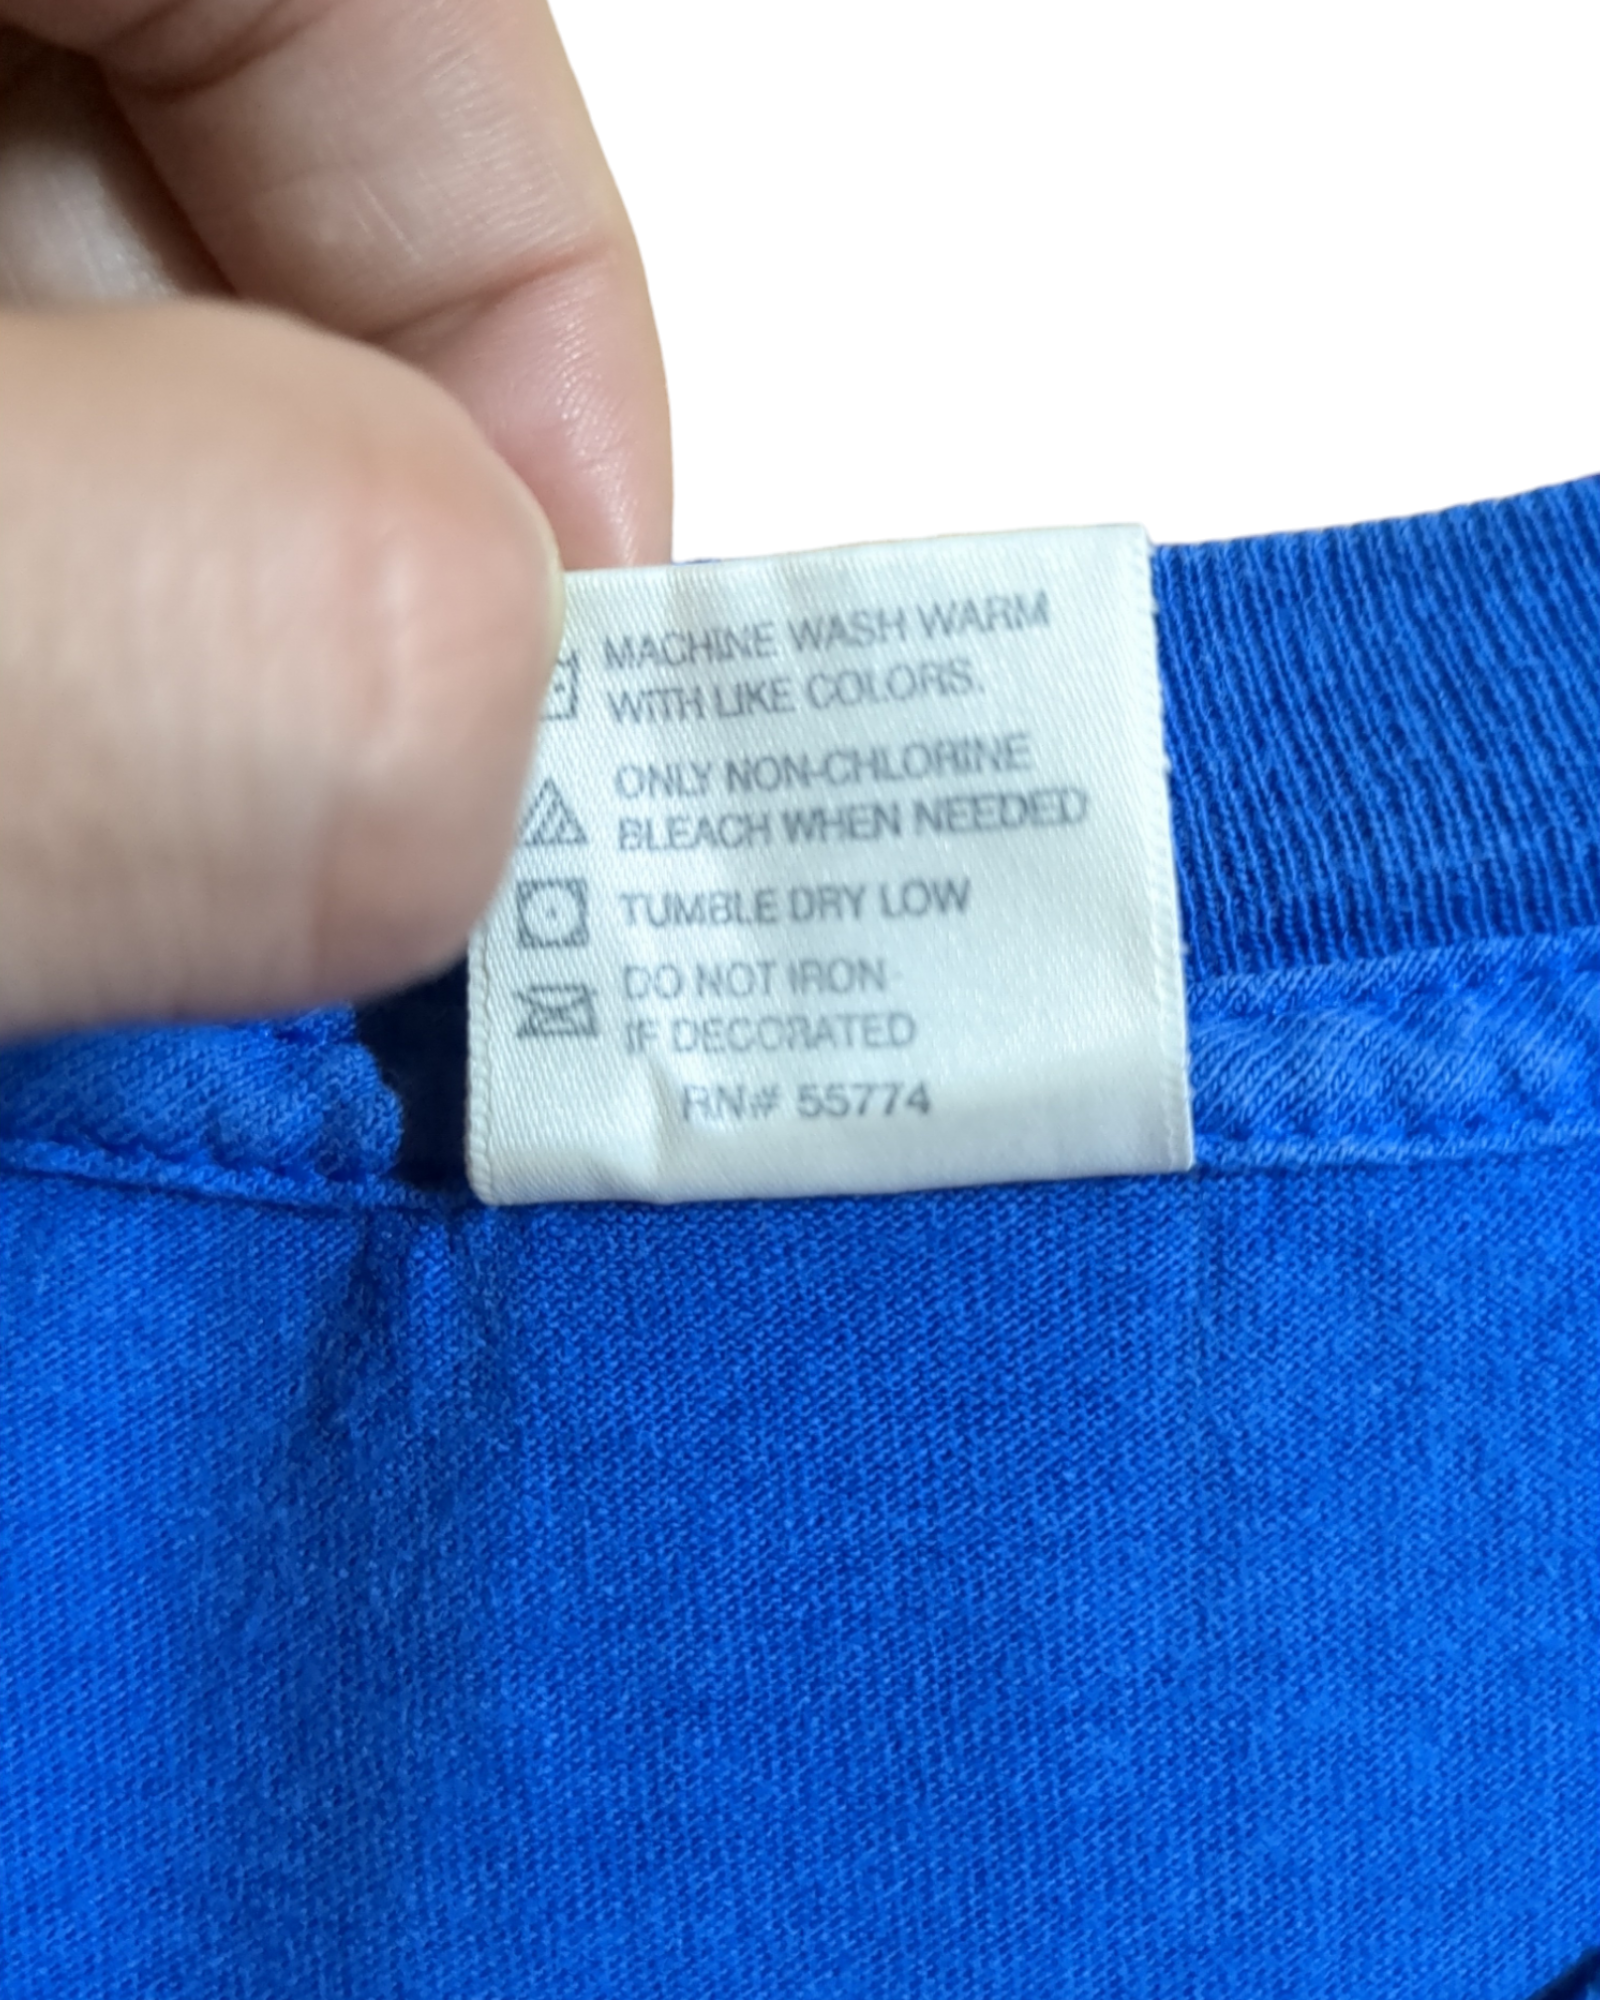 MACHINE WASH WARM
WITH LIKE COLORS.
ONLY NON-CHLORINE
BLEACH WHEN NEEDED
TUMBLE DRY LOW
DO NOT IRON
IF DECORATED
RN# 55774